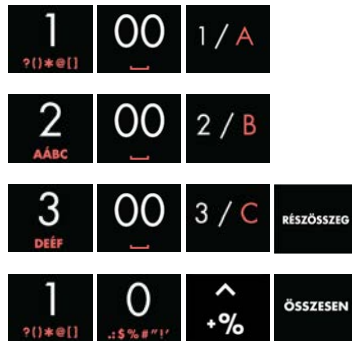 1 ?()*@[] 00 1/A
2 AÁBC 00 2/B
3 DEÉF 00 3/C RÉSZÖSSZEG
1 ?()*@[] 0 .:$%#"!' ^ +% ÖSSZESEN